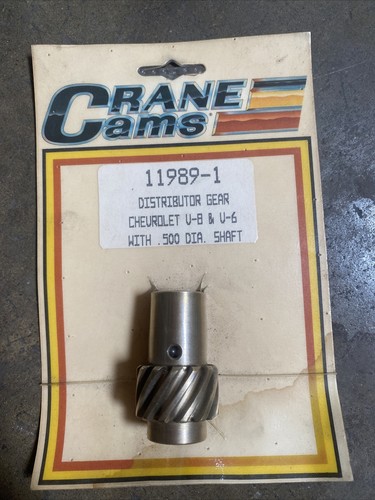 CRANE
Cams
11989-1
DISTRIBUTOR GEAR
CHEVROLET V-8 & V-6
WITH .500 DIA. SHAFT